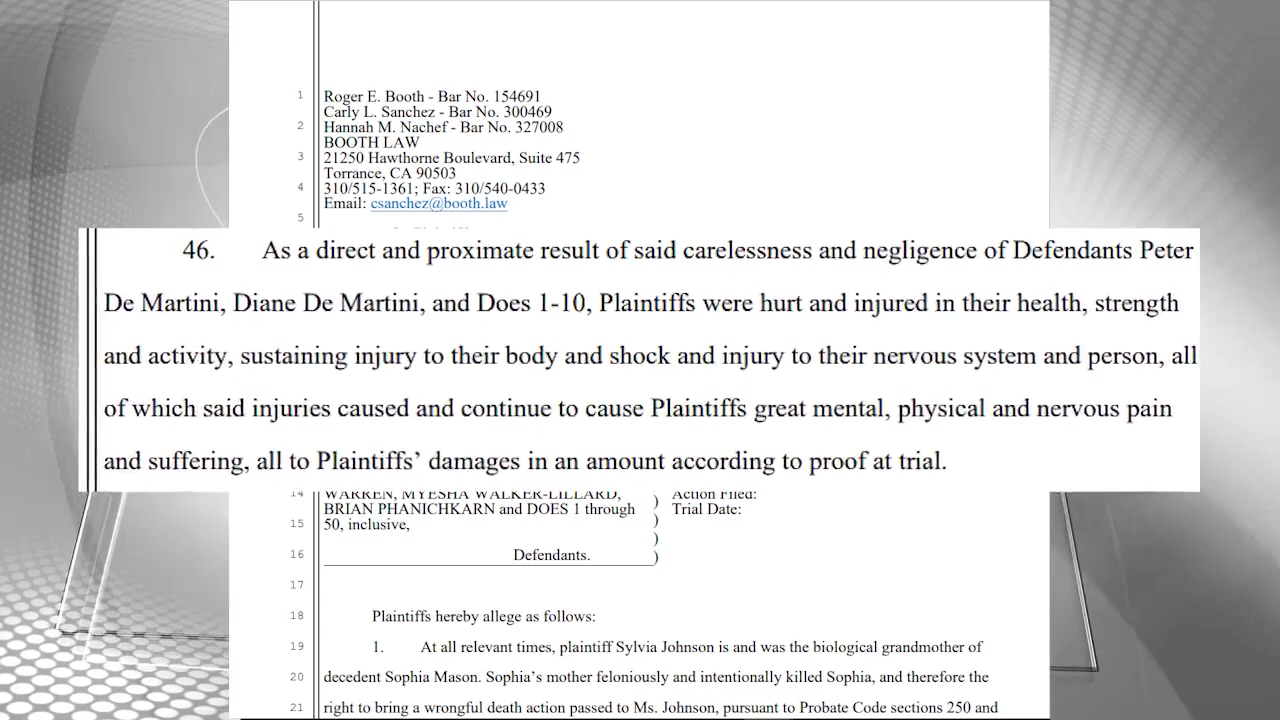 1 Roger E. Booth - Bar No. 154691
Carly L. Sanchez - Bar No. 300469
2 Hannah M. Nachef - Bar No. 327008
BOOTH LAW
3 21250 Hawthorne Boulevard, Suite 475
Torrance, CA 90503
4 310/515-1361; Fax: 310/540-0433
Email: csanchez@booth.law
5
46. As a direct and proximate result of said carelessness and negligence of Defendants Peter
De Martini, Diane De Martini, and Does 1-10, Plaintiffs were hurt and injured in their health, strength
and activity, sustaining injury to their body and shock and injury to their nervous system and person, all
of which said injuries caused and continue to cause Plaintiffs great mental, physical and nervous pain
and suffering, all to Plaintiffs’ damages in an amount according to proof at trial.
14 WARREN, MYESHA WALKER-LILLARD, ) Action Filed:
BRIAN PHANICHKARN and DOES 1 through ) Trial Date:
15 50, inclusive,
)
16 Defendants. )
17
18 Plaintiffs hereby allege as follows:
19 1. At all relevant times, plaintiff Sylvia Johnson is and was the biological grandmother of
20 decedent Sophia Mason. Sophia’s mother feloniously and intentionally killed Sophia, and therefore the
21 right to bring a wrongful death action passed to Ms. Johnson, pursuant to Probate Code sections 250 and